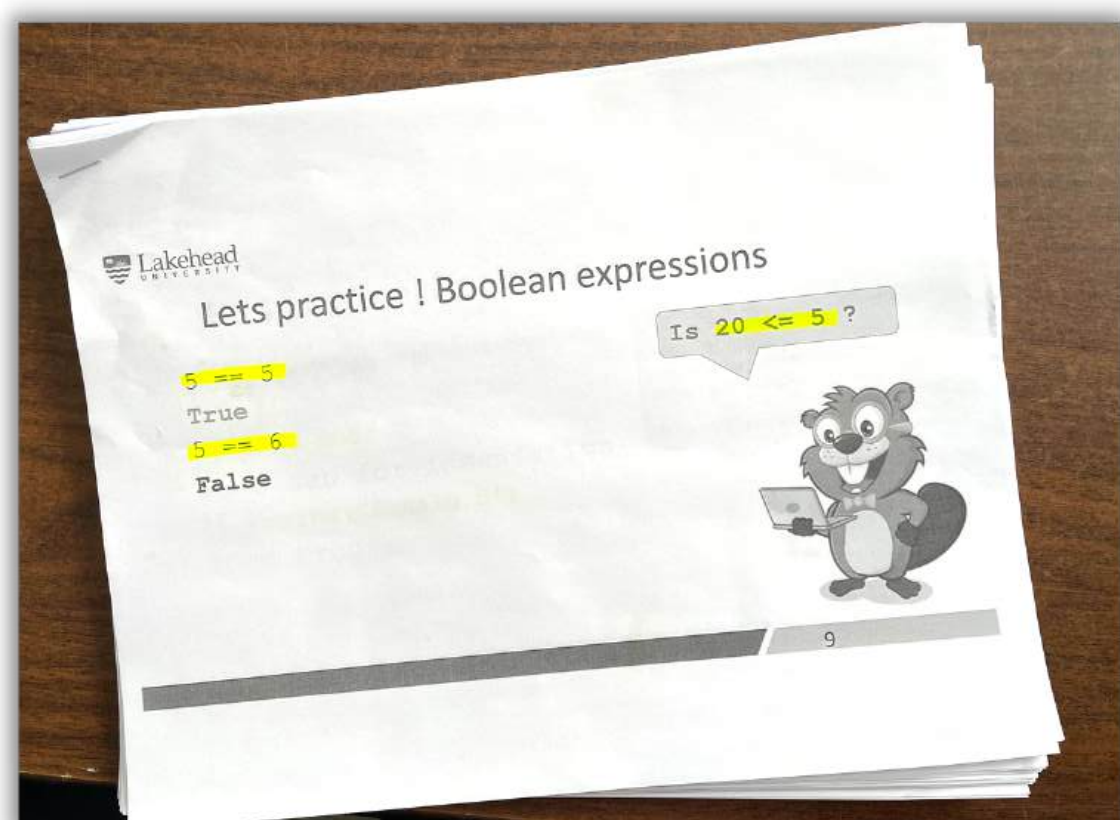 Lakehead
UNIVERSITY
Lets practice ! Boolean expressions
Is 20 <= 5 ?
5 == 5
True
5 == 6
False
9